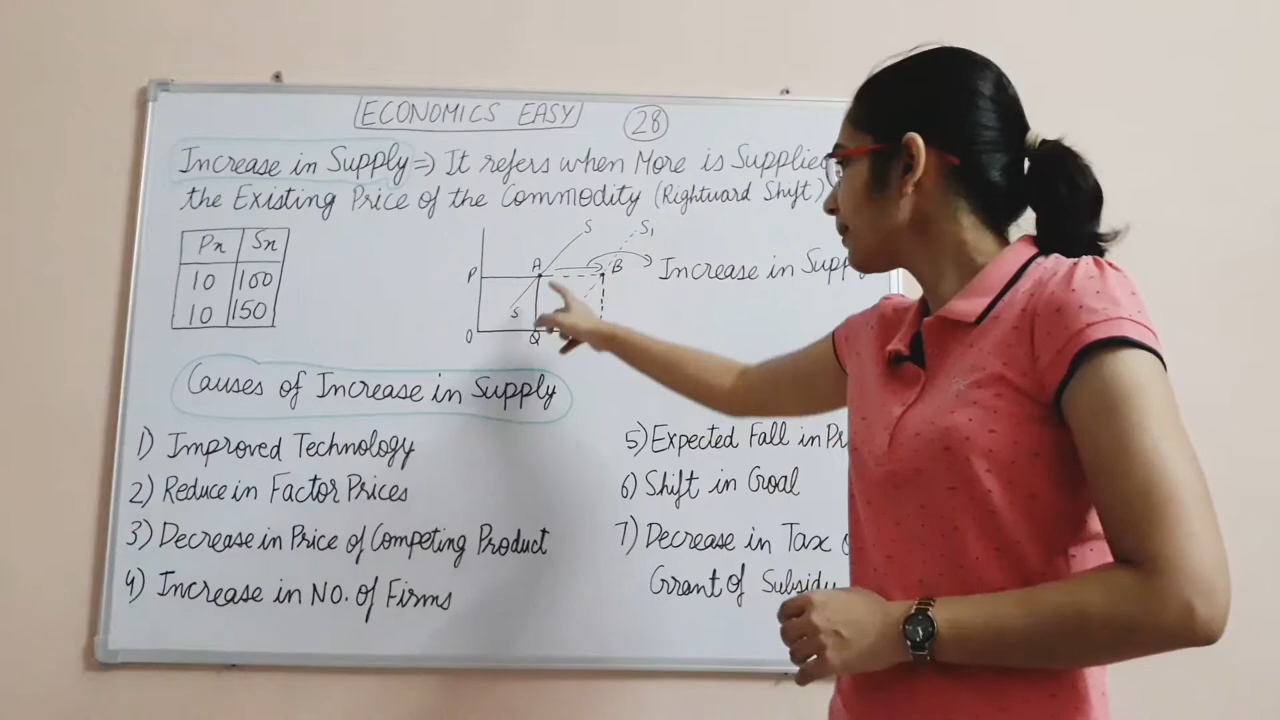 ECONOMICS EASY 28
Increase in Supply => It refers when More is Supplied
the Existing Price of the Commodity (Rightward Shift)
Px Sx
10 100
10 150
S S1
P A B Increase in Supp
S
O Q
Causes of Increase in Supply
1) Improved Technology
2) Reduce in Factor Prices
3) Decrease in Price of Competing Product
4) Increase in NO. of Firms
5) Expected Fall in Pr
6) Shift in Goal
7) Decrease in Tax
Grant of Subsidy